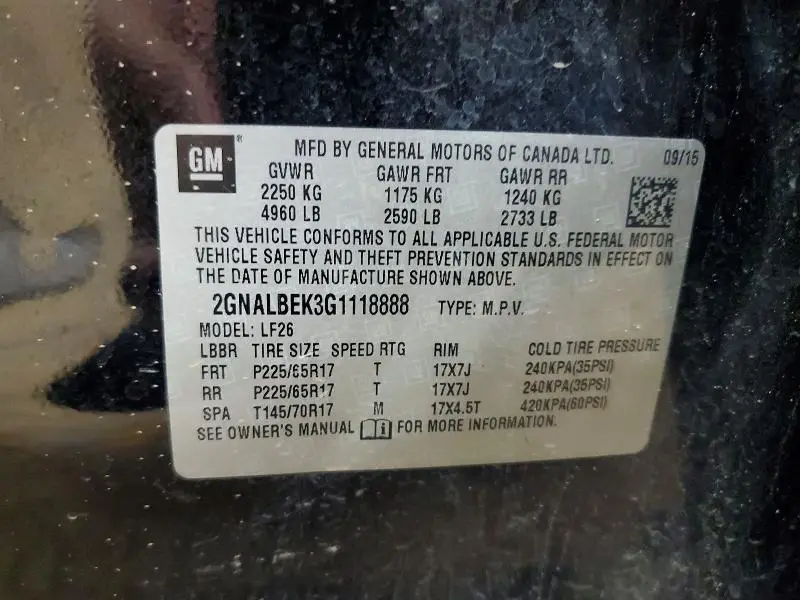 GM ® MFD BY GENERAL MOTORS OF CANADA LTD. 09/15
GVWR GAWR FRT GAWR RR
2250 KG 1175 KG 1240 KG
4960 LB 2590 LB 2733 LB
THIS VEHICLE CONFORMS TO ALL APPLICABLE U.S. FEDERAL MOTOR
VEHICLE SAFETY AND THEFT PREVENTION STANDARDS IN EFFECT ON
THE DATE OF MANUFACTURE SHOWN ABOVE.
2GNALBEK3G1118888 TYPE: M.P.V.
MODEL: LF26
LBBR TIRE SIZE SPEED RTG RIM COLD TIRE PRESSURE
FRT P225/65R17 T 17X7J 240KPA(35PSI)
RR P225/65R17 T 17X7J 240KPA(35PSI)
SPA T145/70R17 M 17X4.5T 420KPA(60PSI)
SEE OWNER'S MANUAL i FOR MORE INFORMATION.